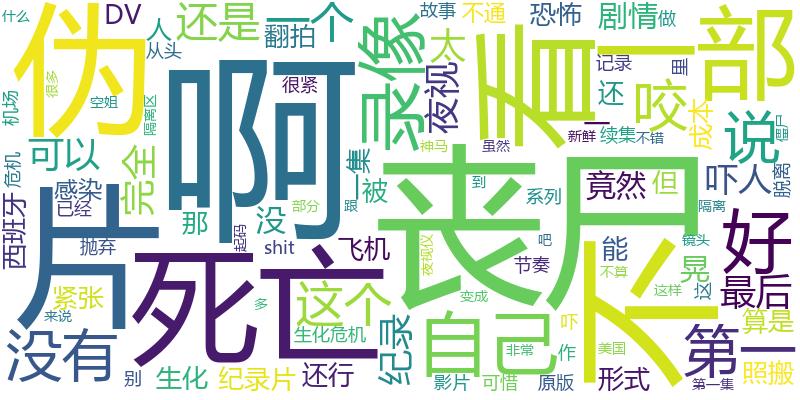 什么
DV
人
还是
一个
故事
不通
恐怖
剧情
做
伪
从头
翻拍
太
录像
看
一
部
机场
很多
空姐
隔离区
啊
很紧
夜视
记录
里
还
咬
成本
说
危机
可以
完全
一集
神马
虽然
新鲜
续集
不错
僵尸
脱离
西班牙
感染
已经
那
没
部分
跟
被
丧尸
到
系列
竟然
但
隔离
吓人
片
抛弃
死亡
起码
shit
飞机
夜视仪
吧
节奏
不
能
晃
镜头
这
好
最后
紧张
来说
这个
多
变成
不算
这样
算是
没有
生化危机
纪录
自己
非常
作
吓
美国
第一
照搬
别
生化
纪录片
还行
影片
可惜
原版
形式
第一集